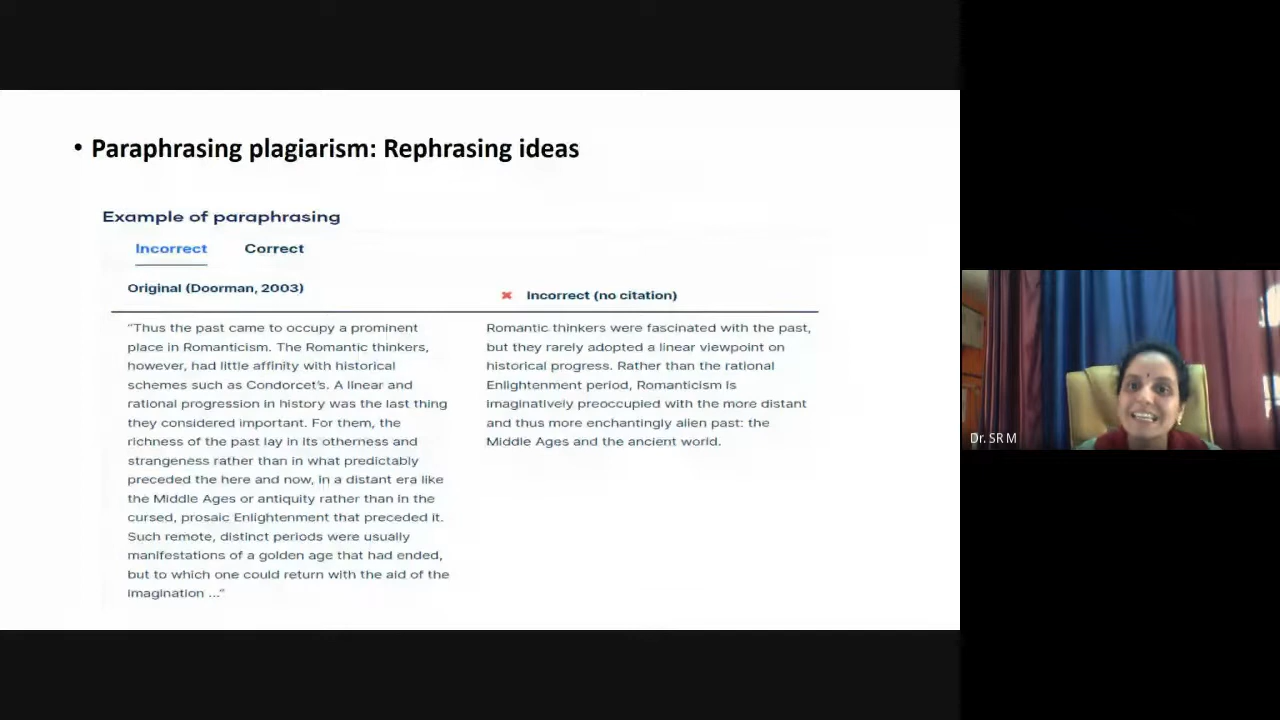 • Paraphrasing plagiarism: Rephrasing ideas
Example of paraphrasing
Incorrect Correct
Original (Doorman, 2003)
"Thus the past came to occupy a prominent
place in Romanticism. The Romantic thinkers,
however, had little affinity with historical
schemes such as Condorcet's. A linear and
rational progression in history was the last thing
they considered important. For them, the
richness of the past lay in its otherness and
strangeness rather than in what predictably
preceded the here and now, in a distant era like
the Middle Ages or antiquity rather than in the
cursed, prosaic Enlightenment that preceded it.
Such remote, distinct periods were usually
manifestations of a golden age that had ended,
but to which one could return with the aid of the
imagination ..."
✖ Incorrect (no citation)
Romantic thinkers were fascinated with the past,
but they rarely adopted a linear viewpoint on
historical progress. Rather than the rational
Enlightenment period, Romanticism is
imaginatively preoccupied with the more distant
and thus more enchantingly alien past: the
Middle Ages and the ancient world.
Dr. SR M